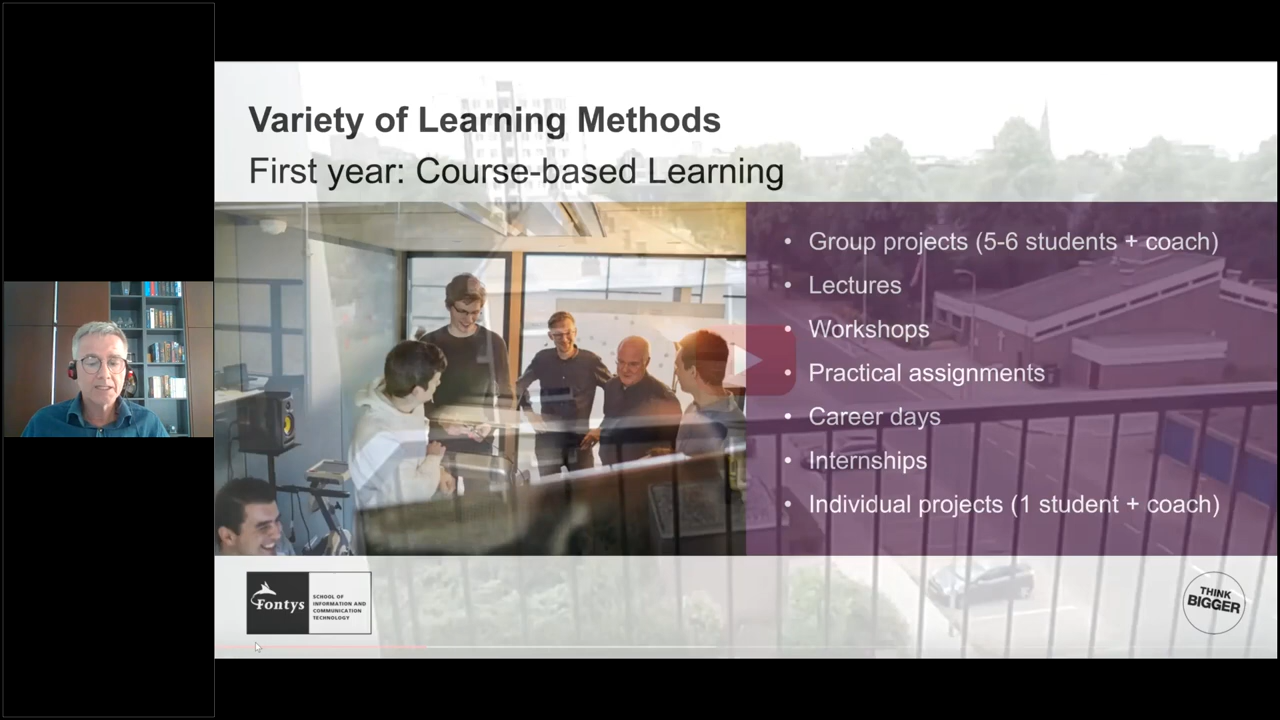 Variety of Learning Methods
First year: Course-based Learning
• Group projects (5-6 students + coach)
• Lectures
• Workshops
• Practical assignments
• Career days
• Internships
• Individual projects (1 student + coach)
Fontys
SCHOOL OF
INFORMATION AND
COMMUNICATION
TECHNOLOGY
THINK
BIGGER